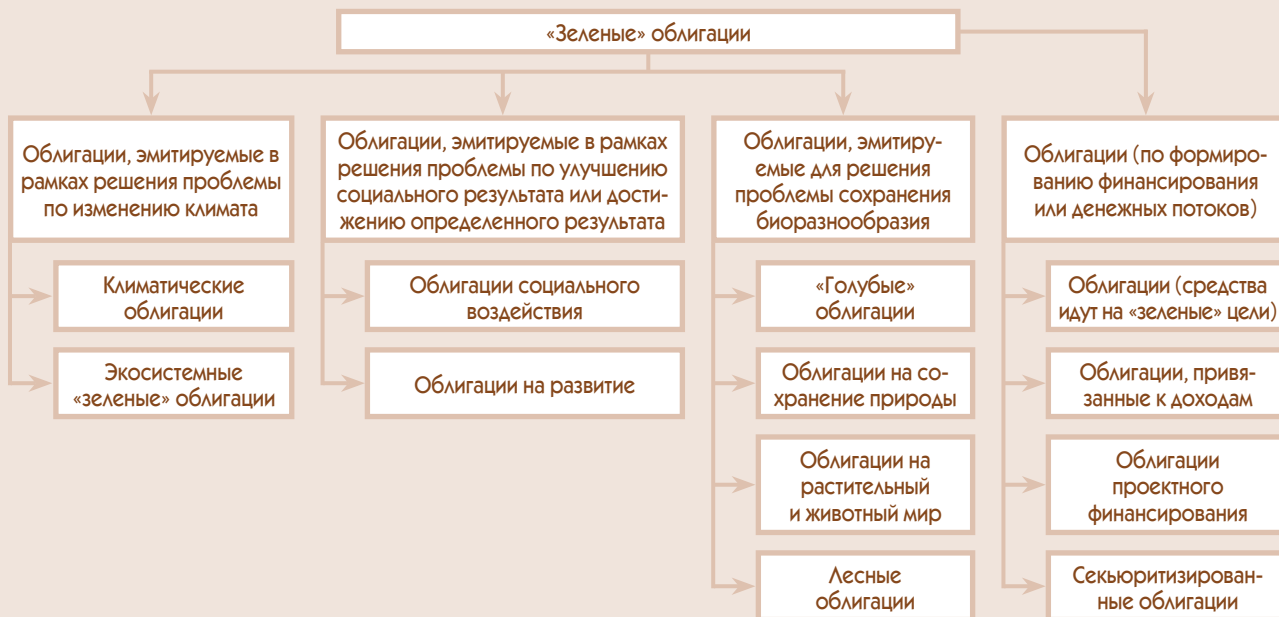 «Зеленые» облигации
Облигации, эмитируемые в
рамках решения проблемы
по изменению климата
Климатические
облигации
Экосистемные
«зеленые» облигации
Облигации, эмитируемые в рамках
решения проблемы по улучшению
социального результата или дости-
жению определенного результата
Облигации социального
воздействия
Облигации на развитие
Облигации, эмитиру-
емые для решения
проблемы сохранения
биоразнообразия
«Голубые»
облигации
Облигации на со-
хранение природы
Облигации на
растительный
и животный мир
Лесные
облигации
Облигации (по формиро-
ванию финансирования
или денежных потоков)
Облигации (средства
идут на «зеленые» цели)
Облигации, привя-
занные к доходам
Облигации
проектного
финансирования
Секьюритизирован-
ные облигации